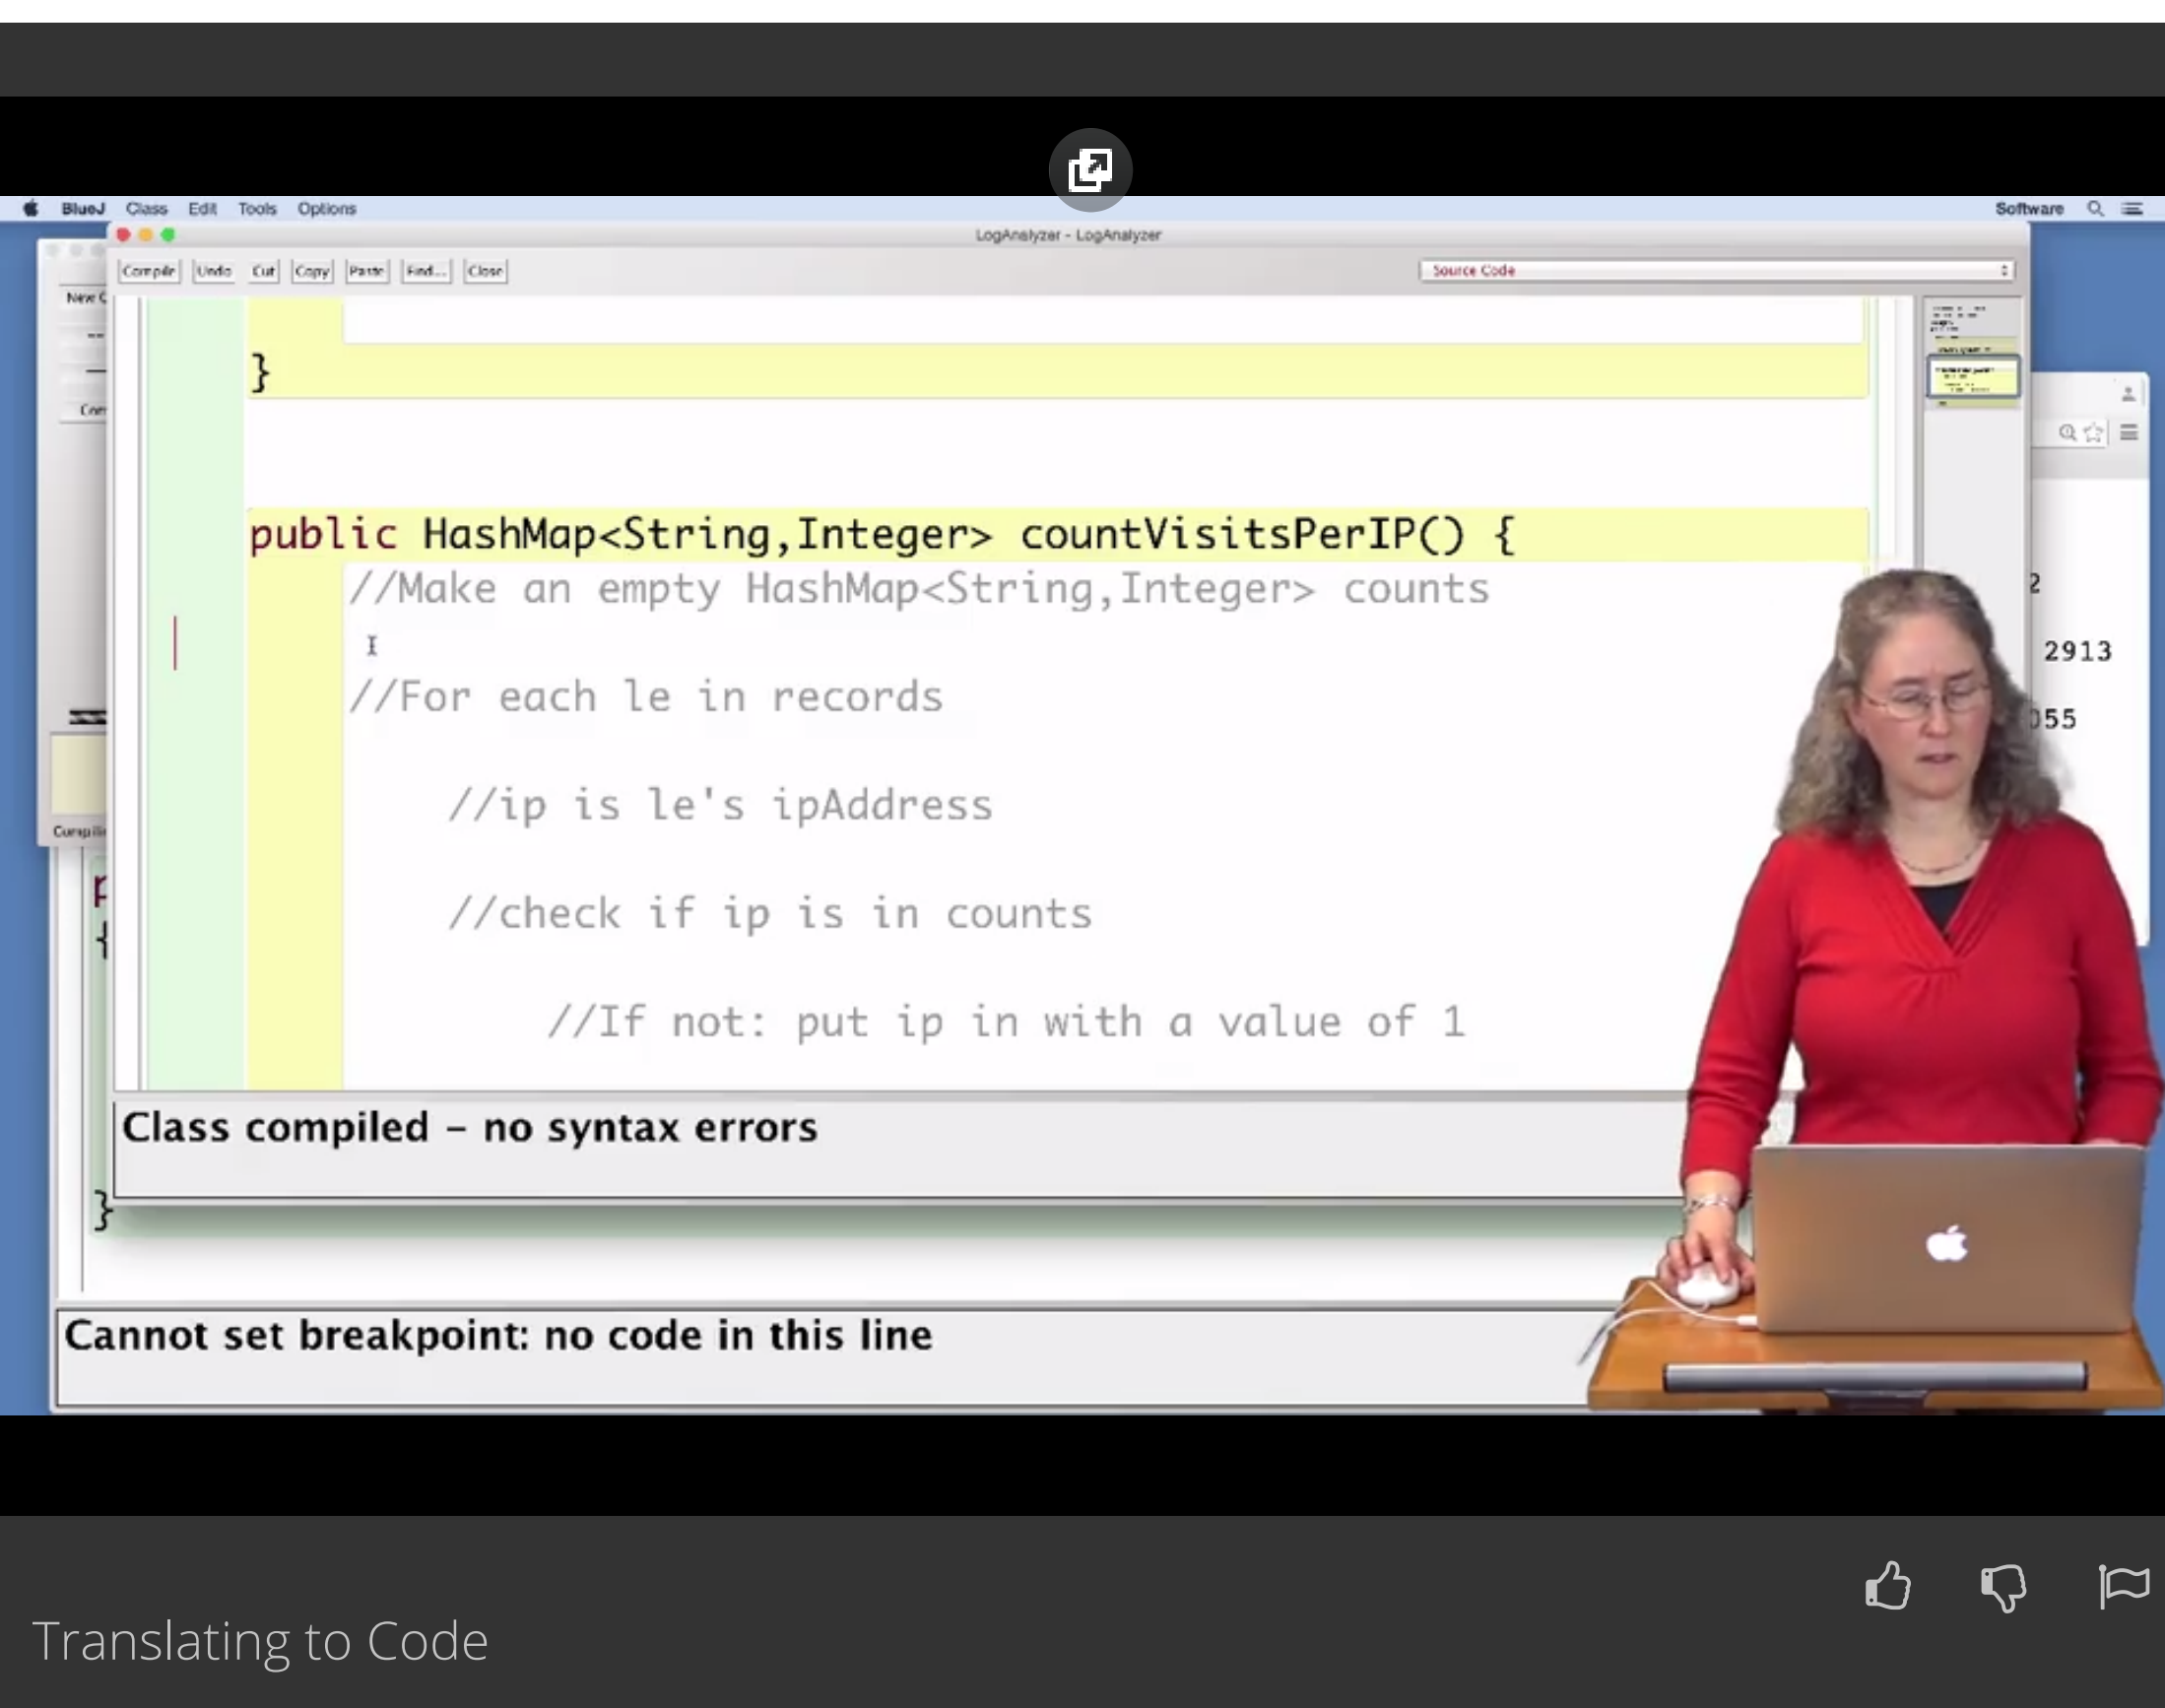 BlueJ Class Edit Tools Options Software
LogAnalyzer - LogAnalyzer
Compile Undo Cut Copy Paste Find... Close Source Code
New C
}
public HashMap<String,Integer> countVisitsPerIP() {
//Make an empty HashMap<String,Integer> counts
//For each le in records
2913
055
//ip is le's ipAddress
//check if ip is in counts
//If not: put ip in with a value of 1
p
{
Class compiled – no syntax errors
}
Cannot set breakpoint: no code in this line
Translating to Code